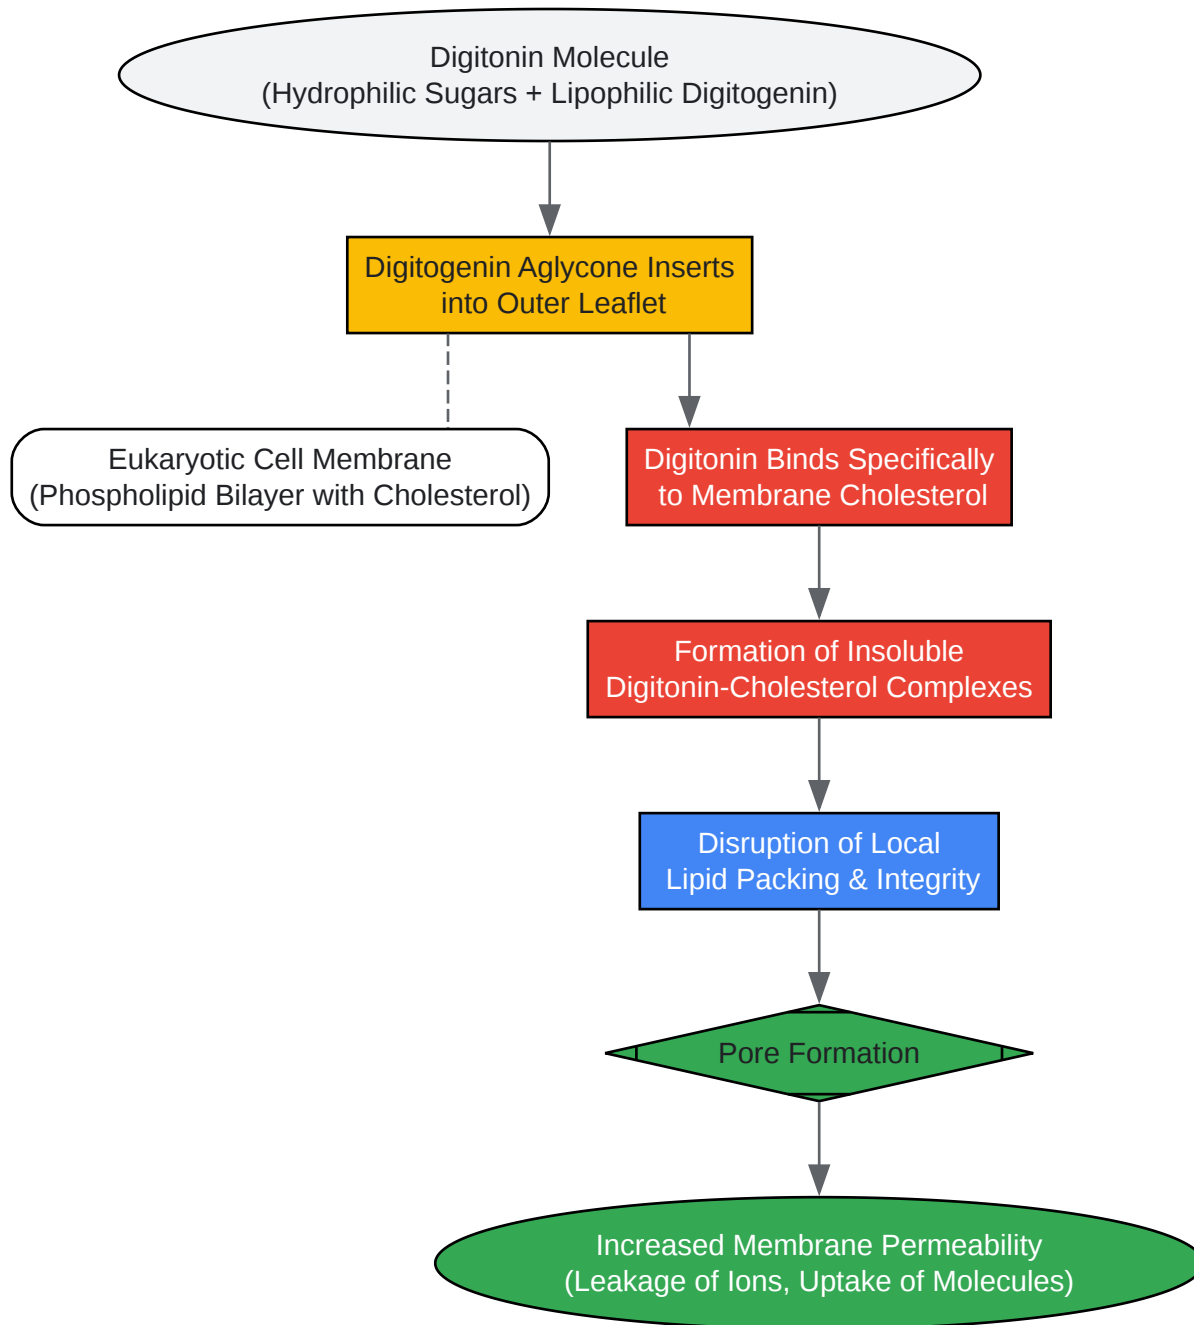 Digitonin Molecule
(Hydrophilic Sugars + Lipophilic Digitogenin)
Digitogenin Aglycone Inserts
into Outer Leaflet
Eukaryotic Cell Membrane
(Phospholipid Bilayer with Cholesterol)
Digitonin Binds Specifically
to Membrane Cholesterol
Formation of Insoluble
Digitonin-Cholesterol Complexes
Disruption of Local
Lipid Packing & Integrity
Pore Formation
Increased Membrane Permeability
(Leakage of Ions, Uptake of Molecules)